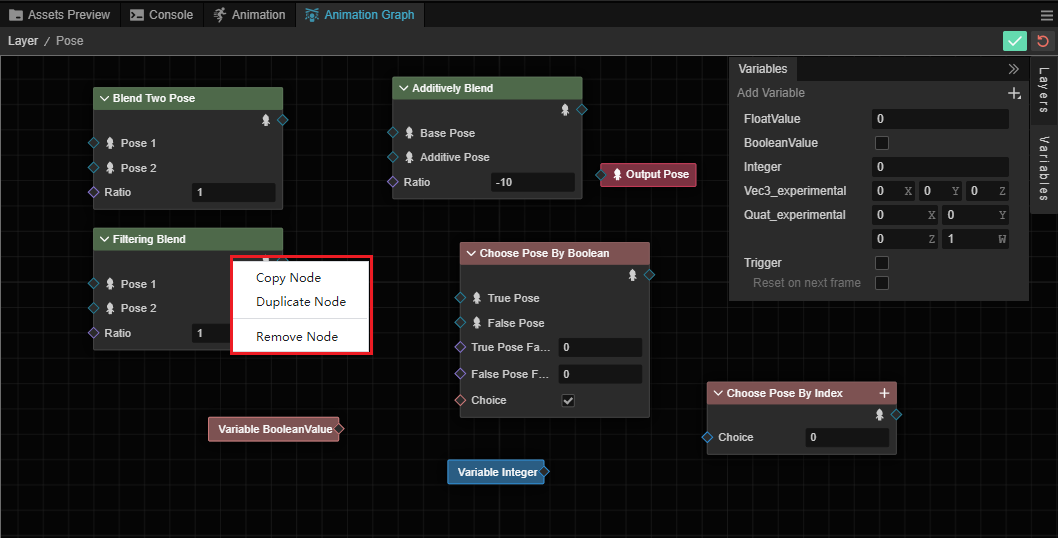 Assets Preview
Console
Animation
Animation Graph
Layer / Pose
Blend Two Pose
Pose 1
Pose 2
Ratio 1
Additively Blend
Base Pose
Additive Pose
Ratio -10
Output Pose
Filtering Blend
Pose 1
Pose 2
Ratio 1
Copy Node
Duplicate Node
Remove Node
Choose Pose By Boolean
True Pose
False Pose
True Pose Fa... 0
False Pose F... 0
Choice
Variable BooleanValue
Variable Integer
Choose Pose By Index
Choice 0
Variables
Add Variable
FloatValue 0
BooleanValue
Integer 0
Vec3_experimental 0 X 0 Y 0 Z
Quat_experimental 0 X 0 Y
0 Z 1 W
Trigger
Reset on next frame
Layers
Variables